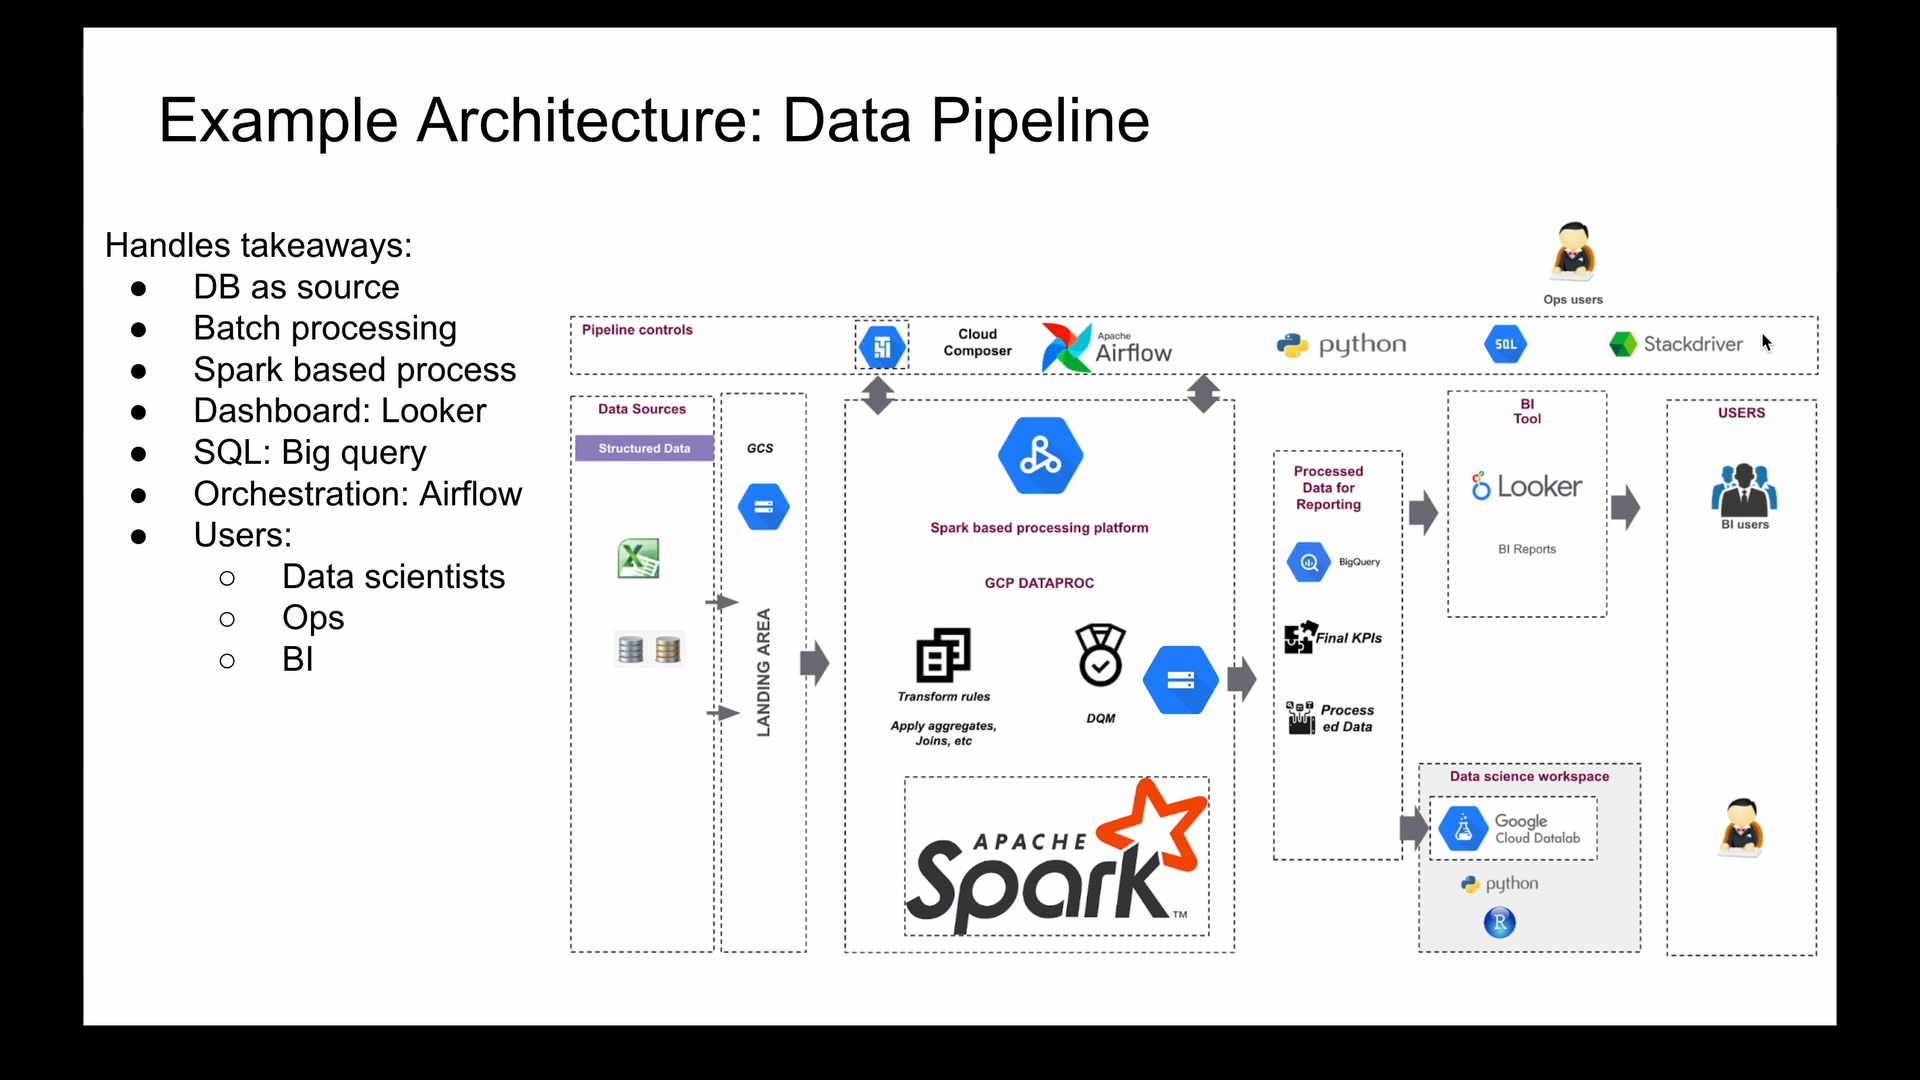 Example Architecture: Data Pipeline
Handles takeaways:
● DB as source
● Batch processing
● Spark based process
● Dashboard: Looker
● SQL: Big query
● Orchestration: Airflow
● Users:
○ Data scientists
○ Ops
○ BI
Ops users
Pipeline controls
Cloud
Composer
Apache
Airflow
python
SQL
Stackdriver
Data Sources
Structured Data
GCS
LANDING AREA
Spark based processing platform
GCP DATAPROC
Transform rules
Apply aggregates,
Joins, etc
DQM
APACHE
Spark™
Processed
Data for
Reporting
BigQuery
Final KPIs
Process
ed Data
BI
Tool
Looker
BI Reports
USERS
BI users
Data science workspace
Google
Cloud Datalab
python
R